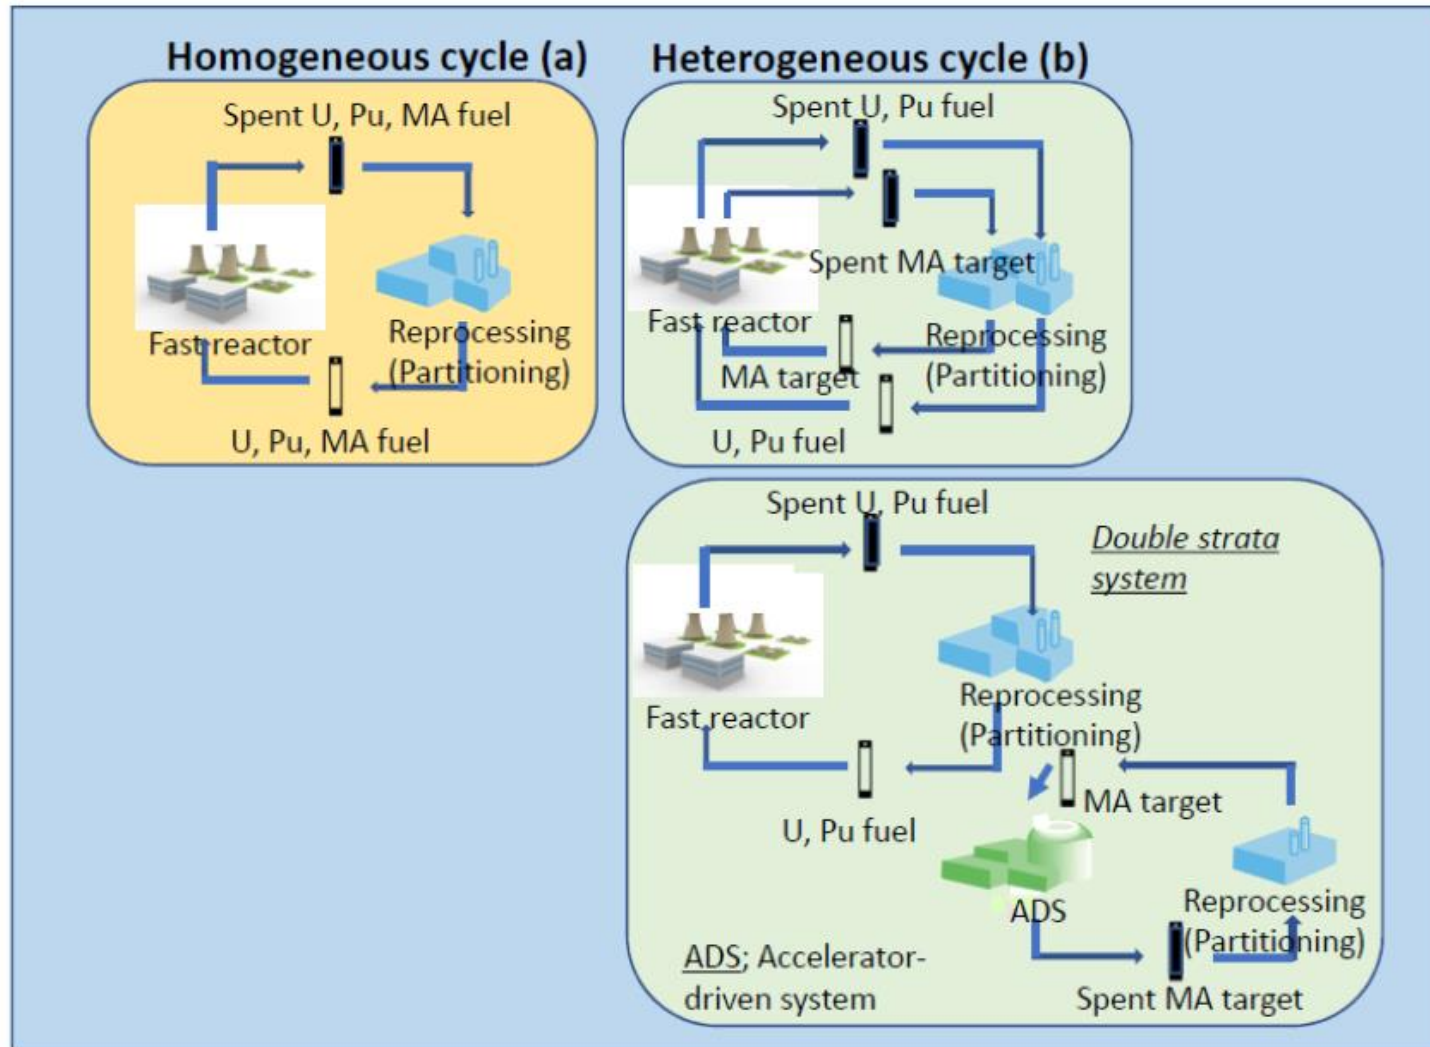 Homogeneous cycle (a)
Spent U, Pu, MA fuel
Fast reactor
Reprocessing
(Partitioning)
U, Pu, MA fuel
Heterogeneous cycle (b)
Spent U, Pu fuel
Spent MA target
Fast reactor
Reprocessing
(Partitioning)
MA target
U, Pu fuel
Spent U, Pu fuel
Double strata
system
Fast reactor
Reprocessing
(Partitioning)
MA target
U, Pu fuel
ADS
Reprocessing
(Partitioning)
ADS; Accelerator-
driven system
Spent MA target